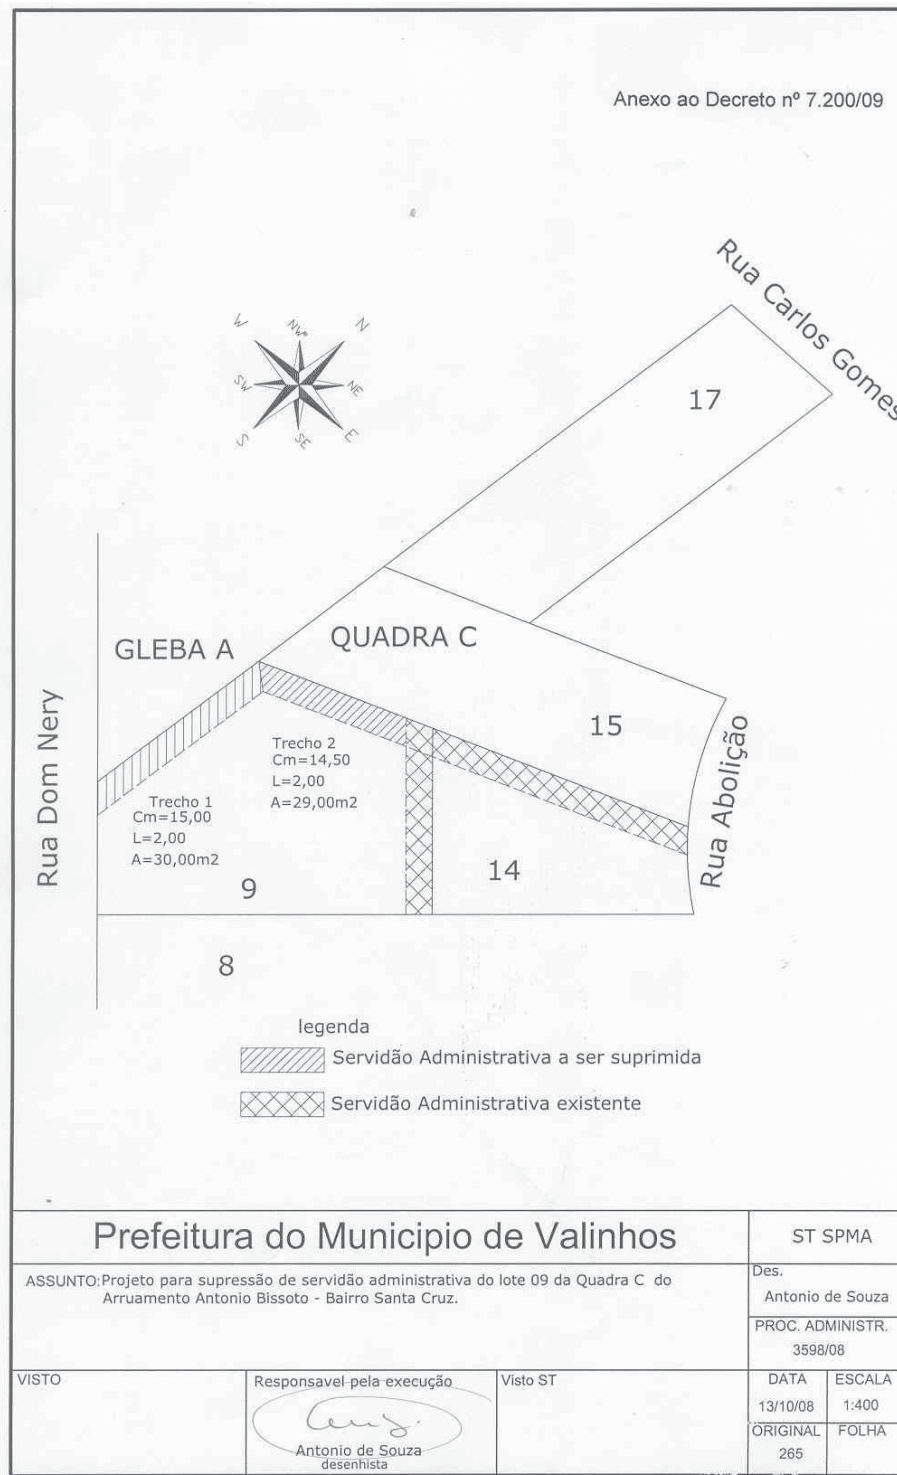 Anexo ao Decreto nº 7.200/09
Rua Carlos Gomes
W
NW
N
SW
NE
S
SE
E
17
GLEBA A
QUADRA C
15
Rua Dom Nery
Rua Abolição
Trecho 2
Cm=14,50
L=2,00
A=29,00m2
Trecho 1
Cm=15,00
L=2,00
A=30,00m2
9
14
8
legenda
Servidão Administrativa a ser suprimida
Servidão Administrativa existente
Prefeitura do Municipio de Valinhos
ST SPMA
ASSUNTO:Projeto para supressão de servidão administrativa do lote 09 da Quadra C do
Arruamento Antonio Bissoto - Bairro Santa Cruz.
Des.
Antonio de Souza
PROC. ADMINISTR.
3598/08
VISTO
Responsavel pela execução
Antonio de Souza
desenhista
Visto ST
DATA
13/10/08
ESCALA
1:400
ORIGINAL
265
FOLHA